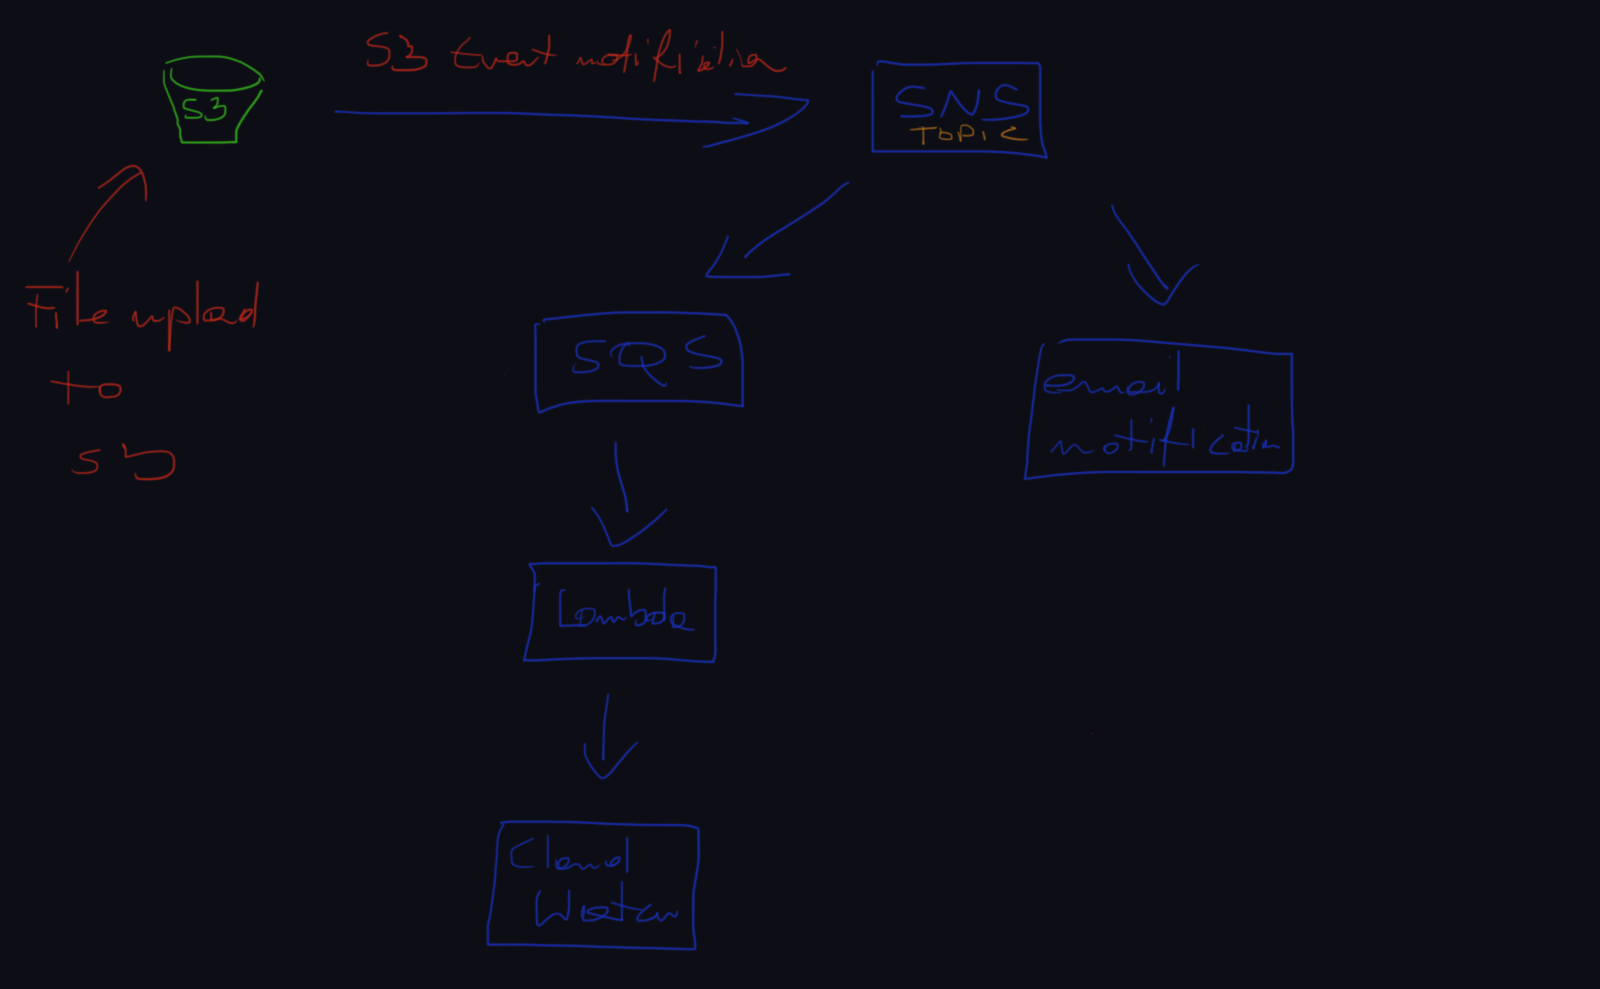 S3 Event notification
S3
SNS
TOPIC
File upload
to
S3
SQS
email
notification
Lambda
Cloud
Watch